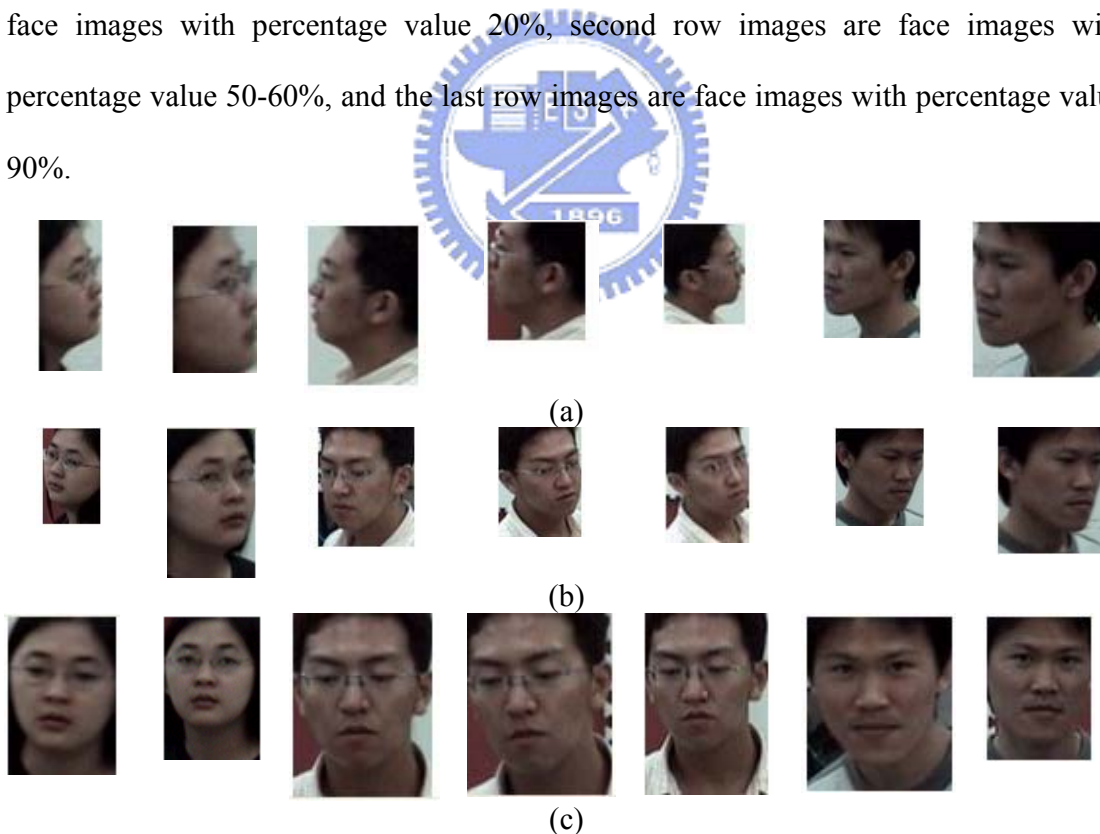 face images with percentage value 20%, second row images are face images wi
percentage value 50-60%, and the last row images are face images with percentage valu
90%.
ES
1896
(a)
(b)
(c)